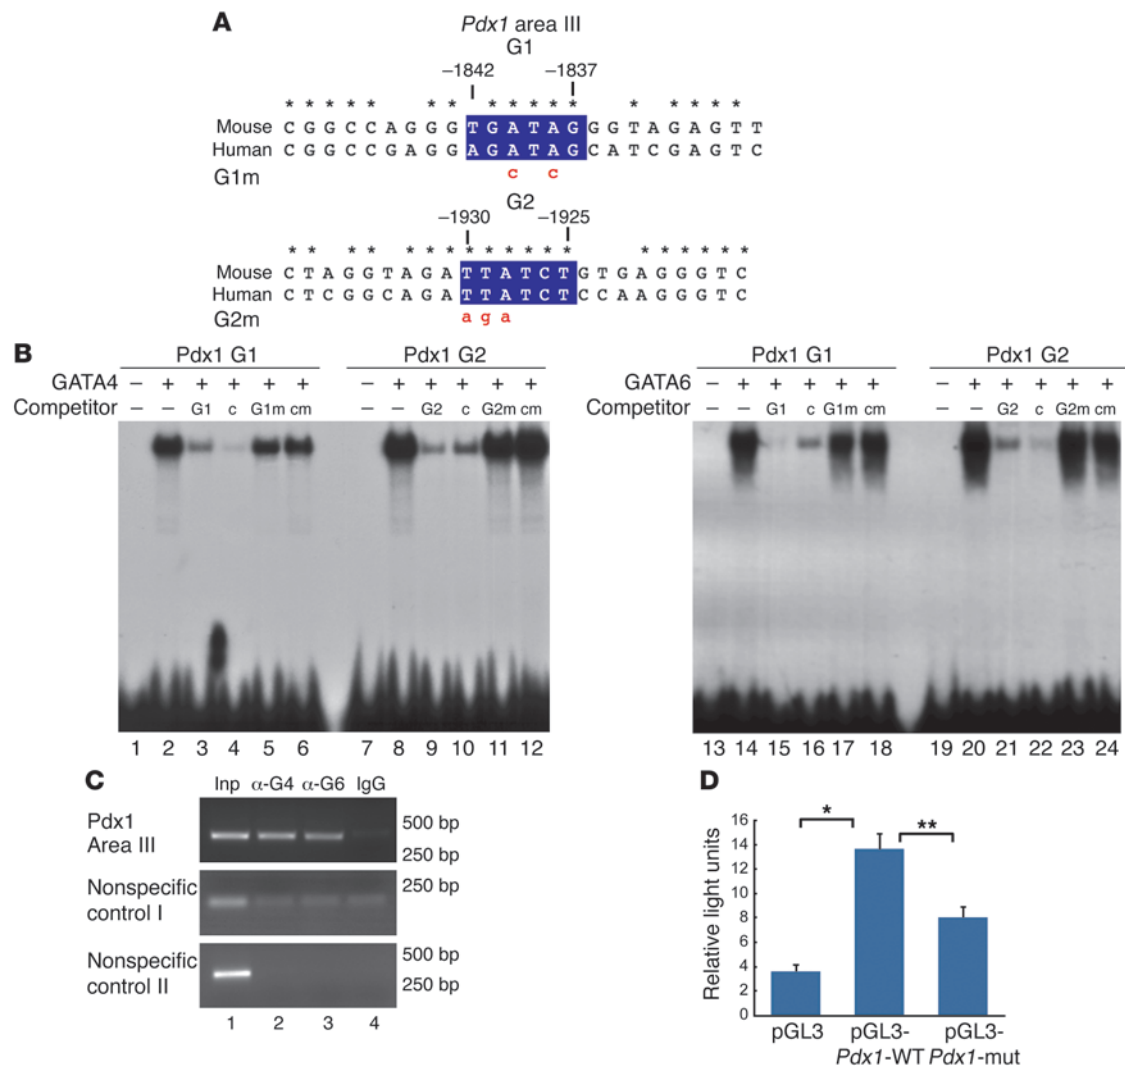 A
Pdx1 area III
G1
–1842 –1837
* * * * * * * * * * * * * * * * *
Mouse C G G C C A G G G T G A T A G G G T A G A G T T
Human C G G C C G A G G A G A T A G C A T C G A G T C
G1m c c
G2
–1930 –1925
* * * * * * * * * * * * * * * * * * *
Mouse C T A G G T A G A T T A T C T G T G A G G G T C
Human C T C G G C A G A T T A T C T C C A A G G G T C
G2m a g a
B
Pdx1 G1 Pdx1 G2 Pdx1 G1 Pdx1 G2
GATA4 – + + + + + – + + + + + GATA6 – + + + + + – + + + + +
Competitor – – G1 c G1m cm – – G2 c G2m cm Competitor – – G1 c G1m cm – – G2 c G2m cm
1 2 3 4 5 6 7 8 9 10 11 12 13 14 15 16 17 18 19 20 21 22 23 24
C
Inp α-G4 α-G6 IgG
Pdx1
Area III
500 bp
250 bp
Nonspecific
control I
250 bp
Nonspecific
control II
500 bp
250 bp
1 2 3 4
D
Relative light units
16
14
12
10
8
6
4
2
0
* **
pGL3 pGL3- pGL3-
Pdx1-WT Pdx1-mut